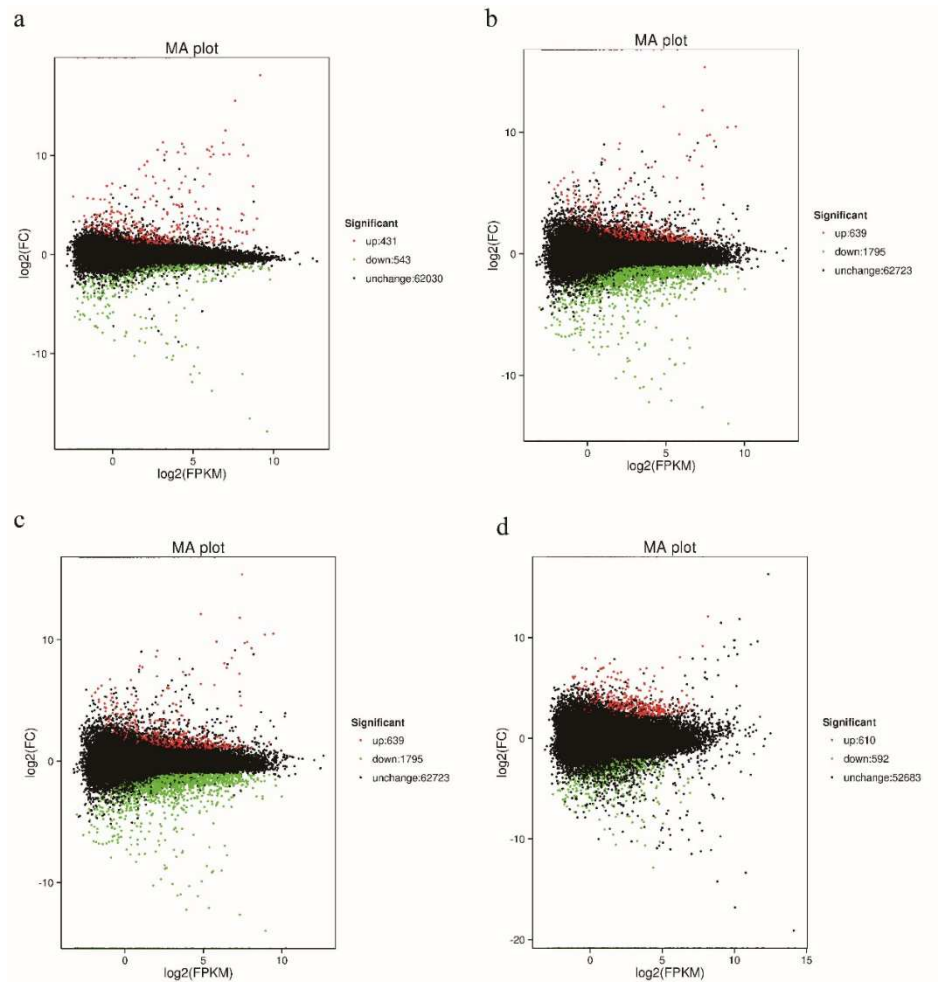 a
MA plot
10
0
-10
log2(FC)
0
5
10
log2(FPKM)
Significant
up:431
down:543
unchange:62030
b
MA plot
10
0
-10
log2(FC)
0
5
10
log2(FPKM)
Significant
up:639
down:1795
unchange:62723
c
MA plot
10
0
-10
log2(FC)
0
5
10
log2(FPKM)
Significant
up:639
down:1795
unchange:62723
d
MA plot
10
0
-10
-20
log2(FC)
0
5
10
15
log2(FPKM)
Significant
up:610
down:592
unchange:52683